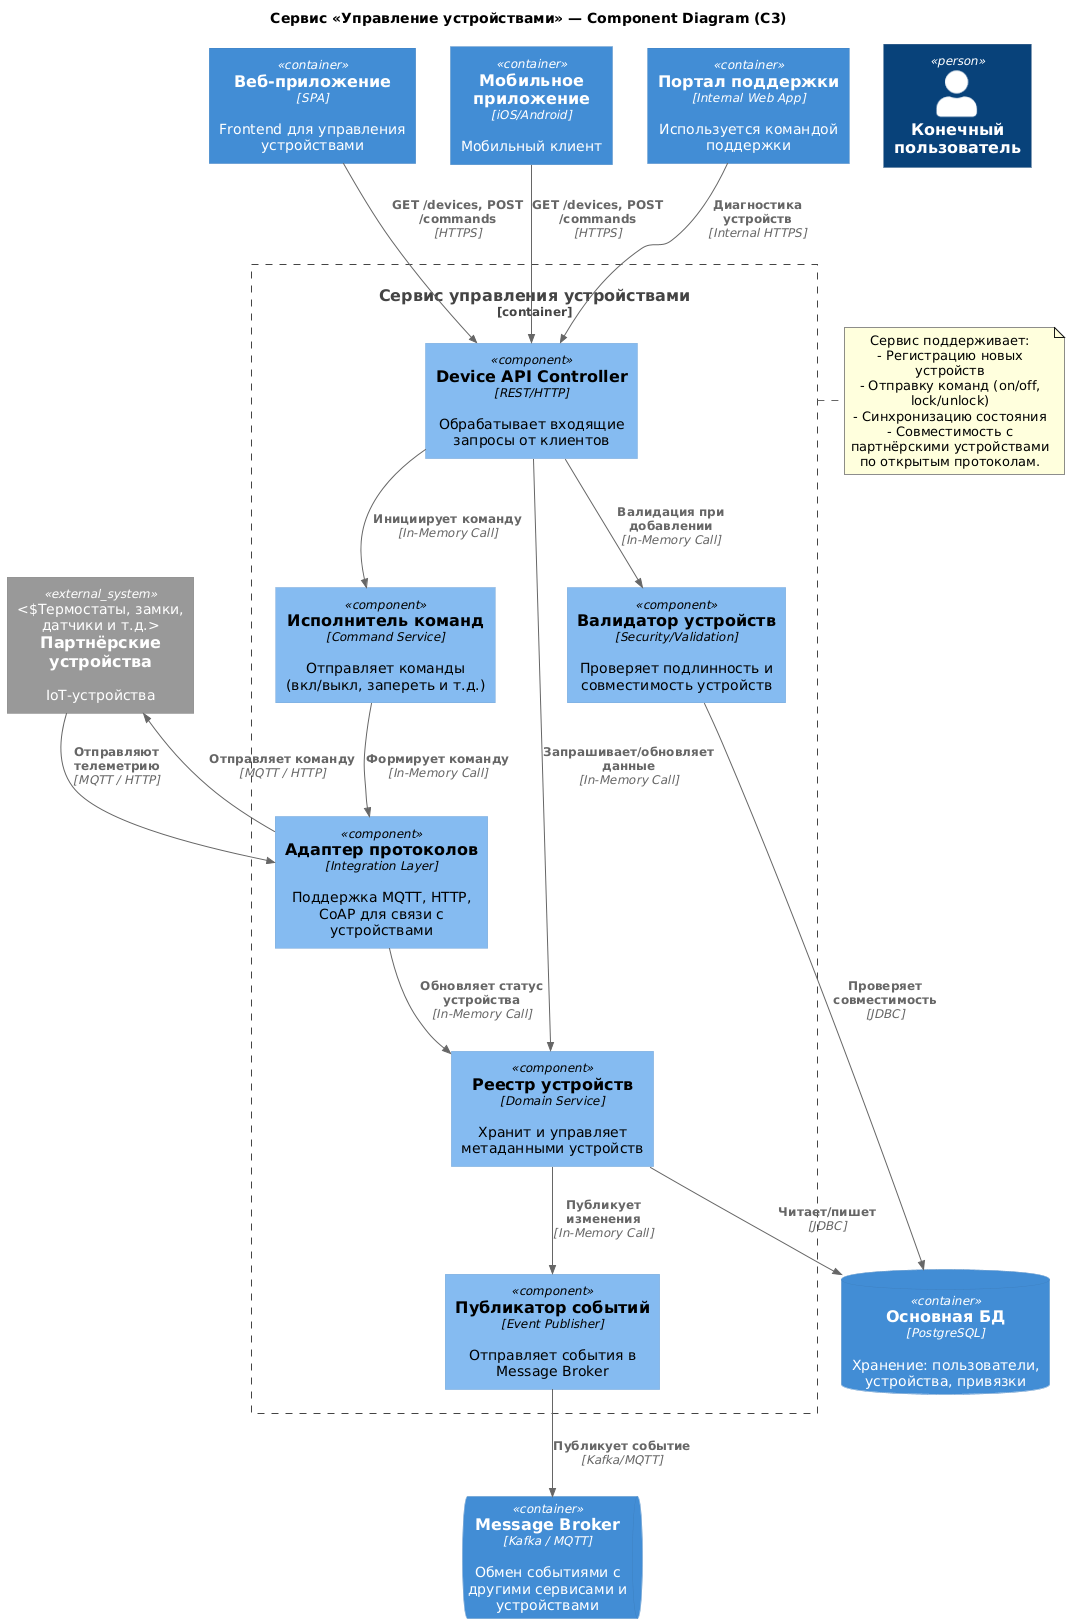 Сервис «Управление устройствами» — Component Diagram (C3)
«container»
Веб-приложение
[SPA]
Frontend для управления
устройствами
«container»
Мобильное
приложение
[iOS/Android]
Мобильный клиент
«container»
Портал поддержки
[Internal Web App]
Используется командой
поддержки
«person»
Конечный
пользователь
GET /devices, POST
/commands
[HTTPS]
GET /devices, POST
/commands
[HTTPS]
Диагностика
устройств
[Internal HTTPS]
Сервис управления устройствами
[container]
«component»
Device API Controller
[REST/HTTP]
Обрабатывает входящие
запросы от клиентов
Сервис поддерживает:
- Регистрацию новых
устройств
- Отправку команд (on/off,
lock/unlock)
- Синхронизацию состояния
- Совместимость с
партнёрскими устройствами
по открытым протоколам.
Инициирует команду
[In-Memory Call]
Валидация при
добавлении
[In-Memory Call]
«external_system»
<$Термостаты, замки,
датчики и т.д.>
Партнёрские
устройства
IoT-устройства
«component»
Исполнитель команд
[Command Service]
Отправляет команды
(вкл/выкл, запереть и т.д.)
«component»
Валидатор устройств
[Security/Validation]
Проверяет подлинность и
совместимость устройств
Отправляют
телеметрию
[MQTT / HTTP]
Отправляет команду
[MQTT / HTTP]
Формирует команду
[In-Memory Call]
Запрашивает/обновляет
данные
[In-Memory Call]
«component»
Адаптер протоколов
[Integration Layer]
Поддержка MQTT, HTTP,
CoAP для связи с
устройствами
Обновляет статус
устройства
[In-Memory Call]
Проверяет
совместимость
[JDBC]
«component»
Реестр устройств
[Domain Service]
Хранит и управляет
метаданными устройств
Публикует
изменения
[In-Memory Call]
Читает/пишет
[JDBC]
«component»
Публикатор событий
[Event Publisher]
Отправляет события в
Message Broker
«container»
Основная БД
[PostgreSQL]
Хранение: пользователи,
устройства, привязки
Публикует событие
[Kafka/MQTT]
«container»
Message Broker
[Kafka / MQTT]
Обмен событиями с
другими сервисами и
устройствами